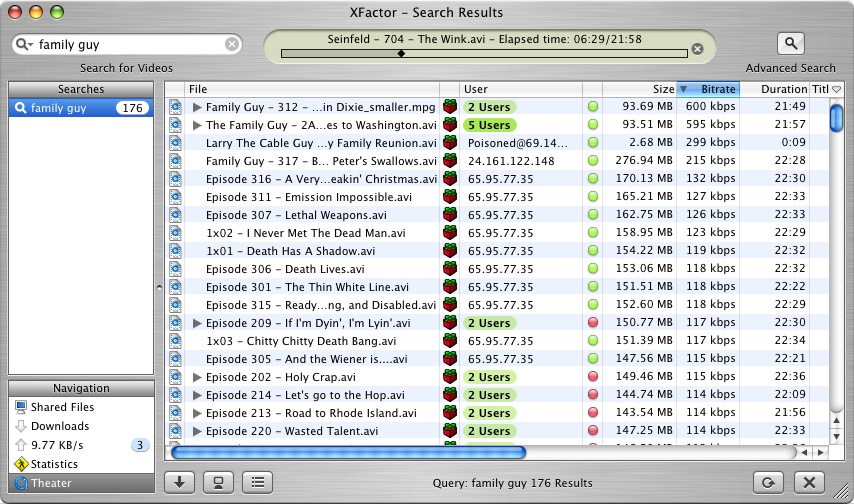 XFactor – Search Results
family guy
Search for Videos
Seinfeld – 704 – The Wink.avi – Elapsed time: 06:29/21:58
Advanced Search
Searches
family guy 176
File User Size Bitrate Duration Titl
Family Guy – 312 – ...in Dixie_smaller.mpg 2 Users 93.69 MB 600 kbps 21:49
The Family Guy – 2A...es to Washington.avi 5 Users 93.51 MB 595 kbps 21:57
Larry The Cable Guy ...y Family Reunion.avi Poisoned@69.14... 2.68 MB 299 kbps 0:09
Family Guy – 317 – B... Peter's Swallows.avi 24.161.122.148 276.94 MB 215 kbps 22:28
Episode 316 – A Very...eakin' Christmas.avi 65.95.77.35 170.13 MB 132 kbps 22:30
Episode 311 – Emission Impossible.avi 65.95.77.35 165.21 MB 127 kbps 22:33
Episode 307 – Lethal Weapons.avi 65.95.77.35 162.75 MB 126 kbps 22:33
1x02 – I Never Met The Dead Man.avi 65.95.77.35 158.95 MB 123 kbps 22:29
1x01 – Death Has A Shadow.avi 65.95.77.35 154.22 MB 119 kbps 22:32
Episode 306 – Death Lives.avi 65.95.77.35 153.06 MB 118 kbps 22:32
Episode 301 – The Thin White Line.avi 65.95.77.35 151.51 MB 118 kbps 22:22
Episode 315 – Ready...ng, and Disabled.avi 65.95.77.35 152.60 MB 118 kbps 22:29
Episode 209 – If I'm Dyin', I'm Lyin'.avi 2 Users 150.77 MB 117 kbps 22:30
1x03 – Chitty Chitty Death Bang.avi 65.95.77.35 151.39 MB 117 kbps 22:34
Episode 305 – And the Wiener is....avi 65.95.77.35 147.56 MB 115 kbps 22:21
Episode 202 – Holy Crap.avi 2 Users 149.46 MB 115 kbps 22:36
Episode 214 – Let's go to the Hop.avi 2 Users 144.74 MB 114 kbps 22:09
Episode 213 – Road to Rhode Island.avi 2 Users 143.54 MB 114 kbps 21:56
Episode 220 – Wasted Talent.avi 2 Users 147.25 MB 114 kbps 22:33
Navigation
Shared Files
Downloads
9.77 KB/s 3
Statistics
Theater
Query: family guy 176 Results